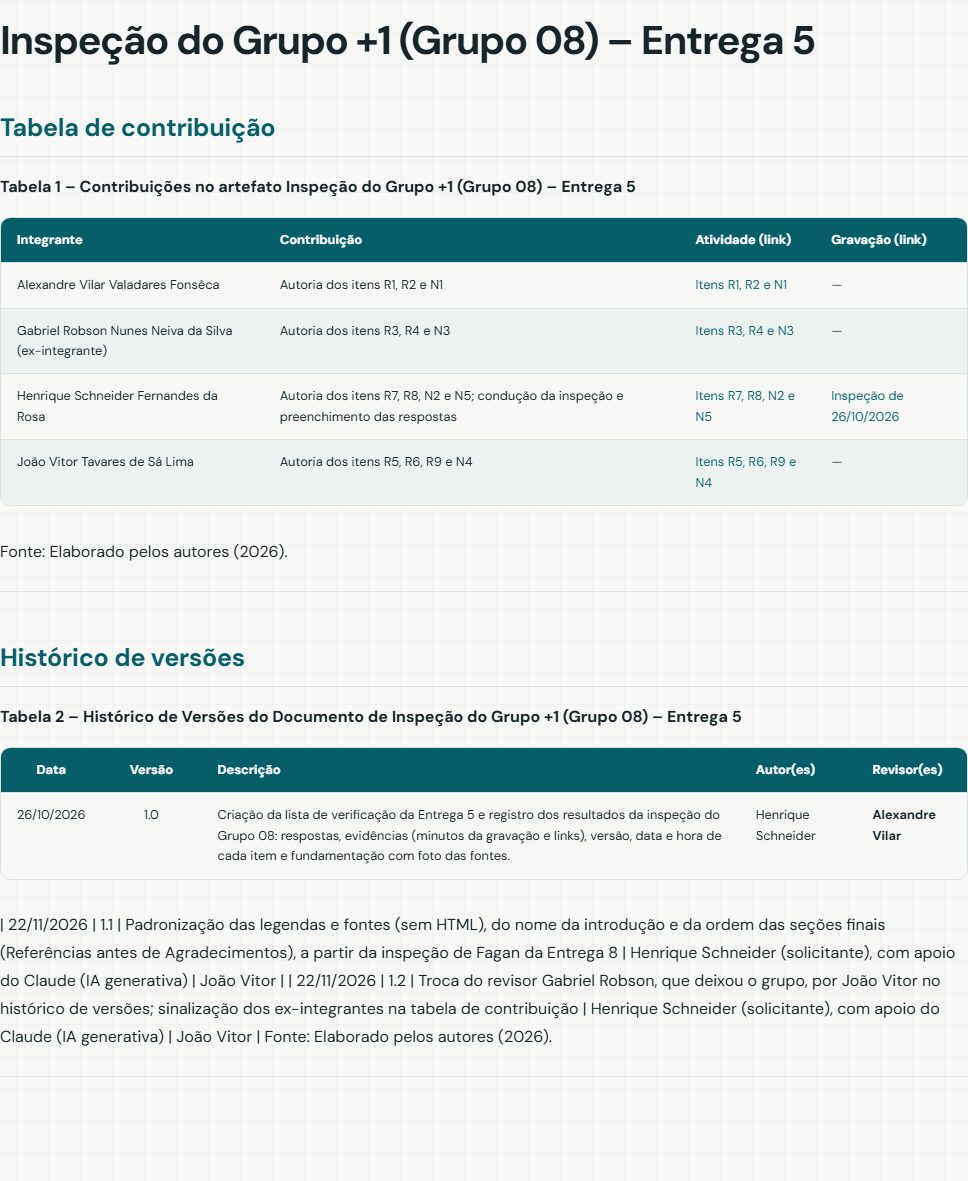 Inspeção do Grupo +1 (Grupo 08) – Entrega 5
Tabela de contribuição
Tabela 1 – Contribuições no artefato Inspeção do Grupo +1 (Grupo 08) – Entrega 5
Integrante Contribuição Atividade (link) Gravação (link)
Alexandre Vilar Valadares Fonsêca Autoria dos itens R1, R2 e N1 Itens R1, R2 e N1 —
Gabriel Robson Nunes Neiva da Silva Autoria dos itens R3, R4 e N3 Itens R3, R4 e N3 —
(ex-integrante)
Henrique Schneider Fernandes da Autoria dos itens R7, R8, N2 e N5; condução da inspeção e Itens R7, R8, N2 e Inspeção de
Rosa preenchimento das respostas N5 26/10/2026
João Vitor Tavares de Sá Lima Autoria dos itens R5, R6, R9 e N4 Itens R5, R6, R9 e —
N4
Fonte: Elaborado pelos autores (2026).
Histórico de versões
Tabela 2 – Histórico de Versões do Documento de Inspeção do Grupo +1 (Grupo 08) – Entrega 5
Data Versão Descrição Autor(es) Revisor(es)
26/10/2026 1.0 Criação da lista de verificação da Entrega 5 e registro dos resultados da inspeção do Henrique Alexandre
Grupo 08: respostas, evidências (minutos da gravação e links), versão, data e hora de Schneider Vilar
cada item e fundamentação com foto das fontes.
| 22/11/2026 | 1.1 | Padronização das legendas e fontes (sem HTML), do nome da introdução e da ordem das seções finais
(Referências antes de Agradecimentos), a partir da inspeção de Fagan da Entrega 8 | Henrique Schneider (solicitante), com apoio
do Claude (IA generativa) | João Vitor | | 22/11/2026 | 1.2 | Troca do revisor Gabriel Robson, que deixou o grupo, por João Vitor no
histórico de versões; sinalização dos ex-integrantes na tabela de contribuição | Henrique Schneider (solicitante), com apoio do
Claude (IA generativa) | João Vitor | Fonte: Elaborado pelos autores (2026).